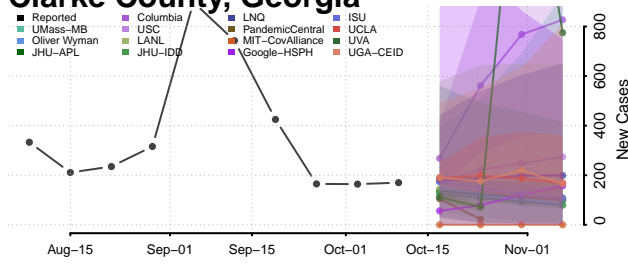 Clarke County, Georgia
Reported Columbia LNQ ISU
UMass−MB USC PandemicCentral UCLA
Oliver Wyman LANL MIT−CovAlliance UVA
JHU−APL JHU−IDD Google−HSPH UGA−CEID
0 200 400 600 800
New Cases
Aug−15 Sep−01 Sep−15 Oct−01 Oct−15 Nov−01